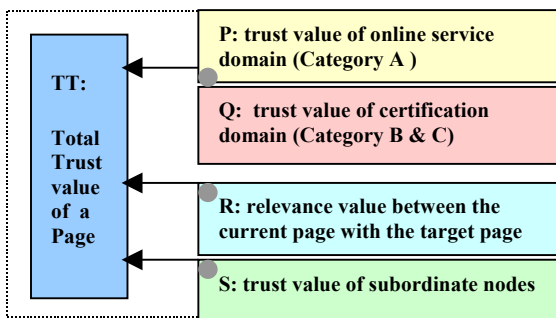 TT:
Total
Trust
value
of a
Page
P: trust value of online service
domain (Category A )
Q: trust value of certification
domain (Category B & C)
R: relevance value between the
current page with the target page
S: trust value of subordinate nodes